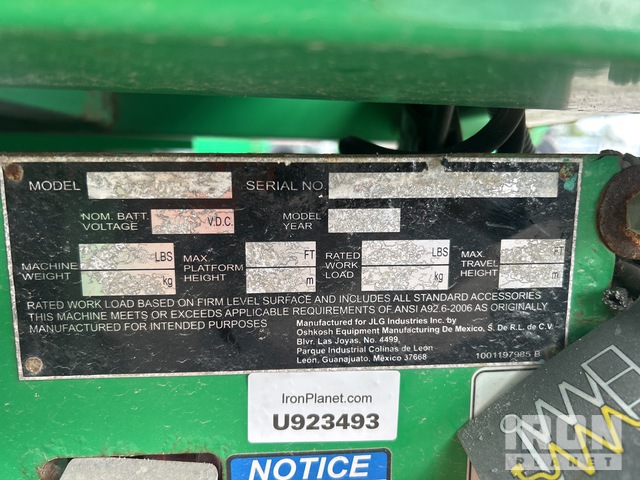 MODEL SERIAL NO.
NOM. BATT. VOLTAGE V.D.C. MODEL YEAR
MACHINE WEIGHT LBS kg MAX. PLATFORM HEIGHT FT m RATED WORK LOAD LBS kg MAX. TRAVEL HEIGHT FT m
RATED WORK LOAD BASED ON FIRM LEVEL SURFACE AND INCLUDES ALL STANDARD ACCESSORIES
THIS MACHINE MEETS OR EXCEEDS APPLICABLE REQUIREMENTS OF ANSI A92.6-2006 AS ORIGINALLY
MANUFACTURED FOR INTENDED PURPOSES
Manufactured for JLG Industries Inc. by
Oshkosh Equipment Manufacturing De Mexico, S. De R.L. de C.V.
Blvr. Las Joyas, No. 4499,
Parque Industrial Colinas de León
León, Guanajuato, México 37668
1001197985 B
IronPlanet.com
U923493
NOTICE
IRON
PLANET